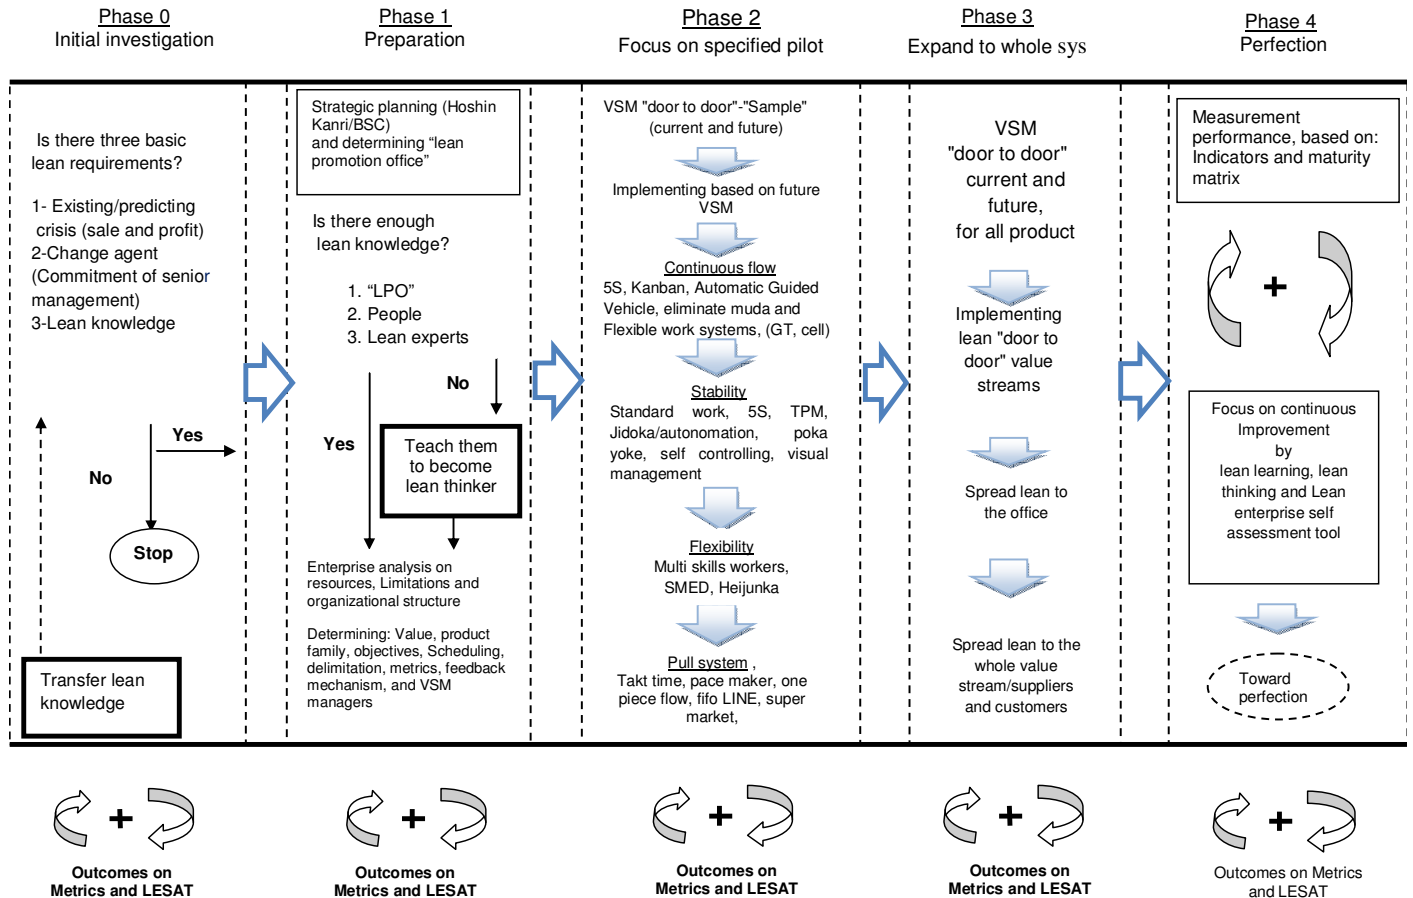 Phase 0
Initial investigation
Phase 1
Preparation
Phase 2
Focus on specified pilot
Phase 3
Expand to whole sys
Phase 4
Perfection
Is there three basic
lean requirements?
1- Existing/predicting
crisis (sale and profit)
2-Change agent
(Commitment of senior
management)
3-Lean knowledge
Yes
No
Stop
Transfer lean
knowledge
Strategic planning (Hoshin
Kanri/BSC)
and determining “lean
promotion office”
Is there enough
lean knowledge?
1. “LPO”
2. People
3. Lean experts
No
Yes
Teach them
to become
lean thinker
Enterprise analysis on
resources, Limitations and
organizational structure
Determining: Value, product
family, objectives, Scheduling,
delimitation, metrics, feedback
mechanism, and VSM
managers
VSM "door to door"-"Sample"
(current and future)
Implementing based on future
VSM
Continuous flow
5S, Kanban, Automatic Guided
Vehicle, eliminate muda and
Flexible work systems, (GT, cell)
Stability
Standard work, 5S, TPM,
Jidoka/autonomation, poka
yoke, self controlling, visual
management
Flexibility
Multi skills workers,
SMED, Heijunka
Pull system ,
Takt time, pace maker, one
piece flow, fifo LINE, super
market,
VSM
"door to door"
current and
future,
for all product
Implementing
lean "door to
door" value
streams
Spread lean to
the office
Spread lean to the
whole value
stream/suppliers
and customers
Measurement
performance, based on:
Indicators and maturity
matrix
+
Focus on continuous
Improvement
by
lean learning, lean
thinking and Lean
enterprise self
assessment tool
Toward
perfection
+
Outcomes on
Metrics and LESAT
+
Outcomes on
Metrics and LESAT
+
Outcomes on
Metrics and LESAT
+
Outcomes on
Metrics and LESAT
+
Outcomes on Metrics
and LESAT